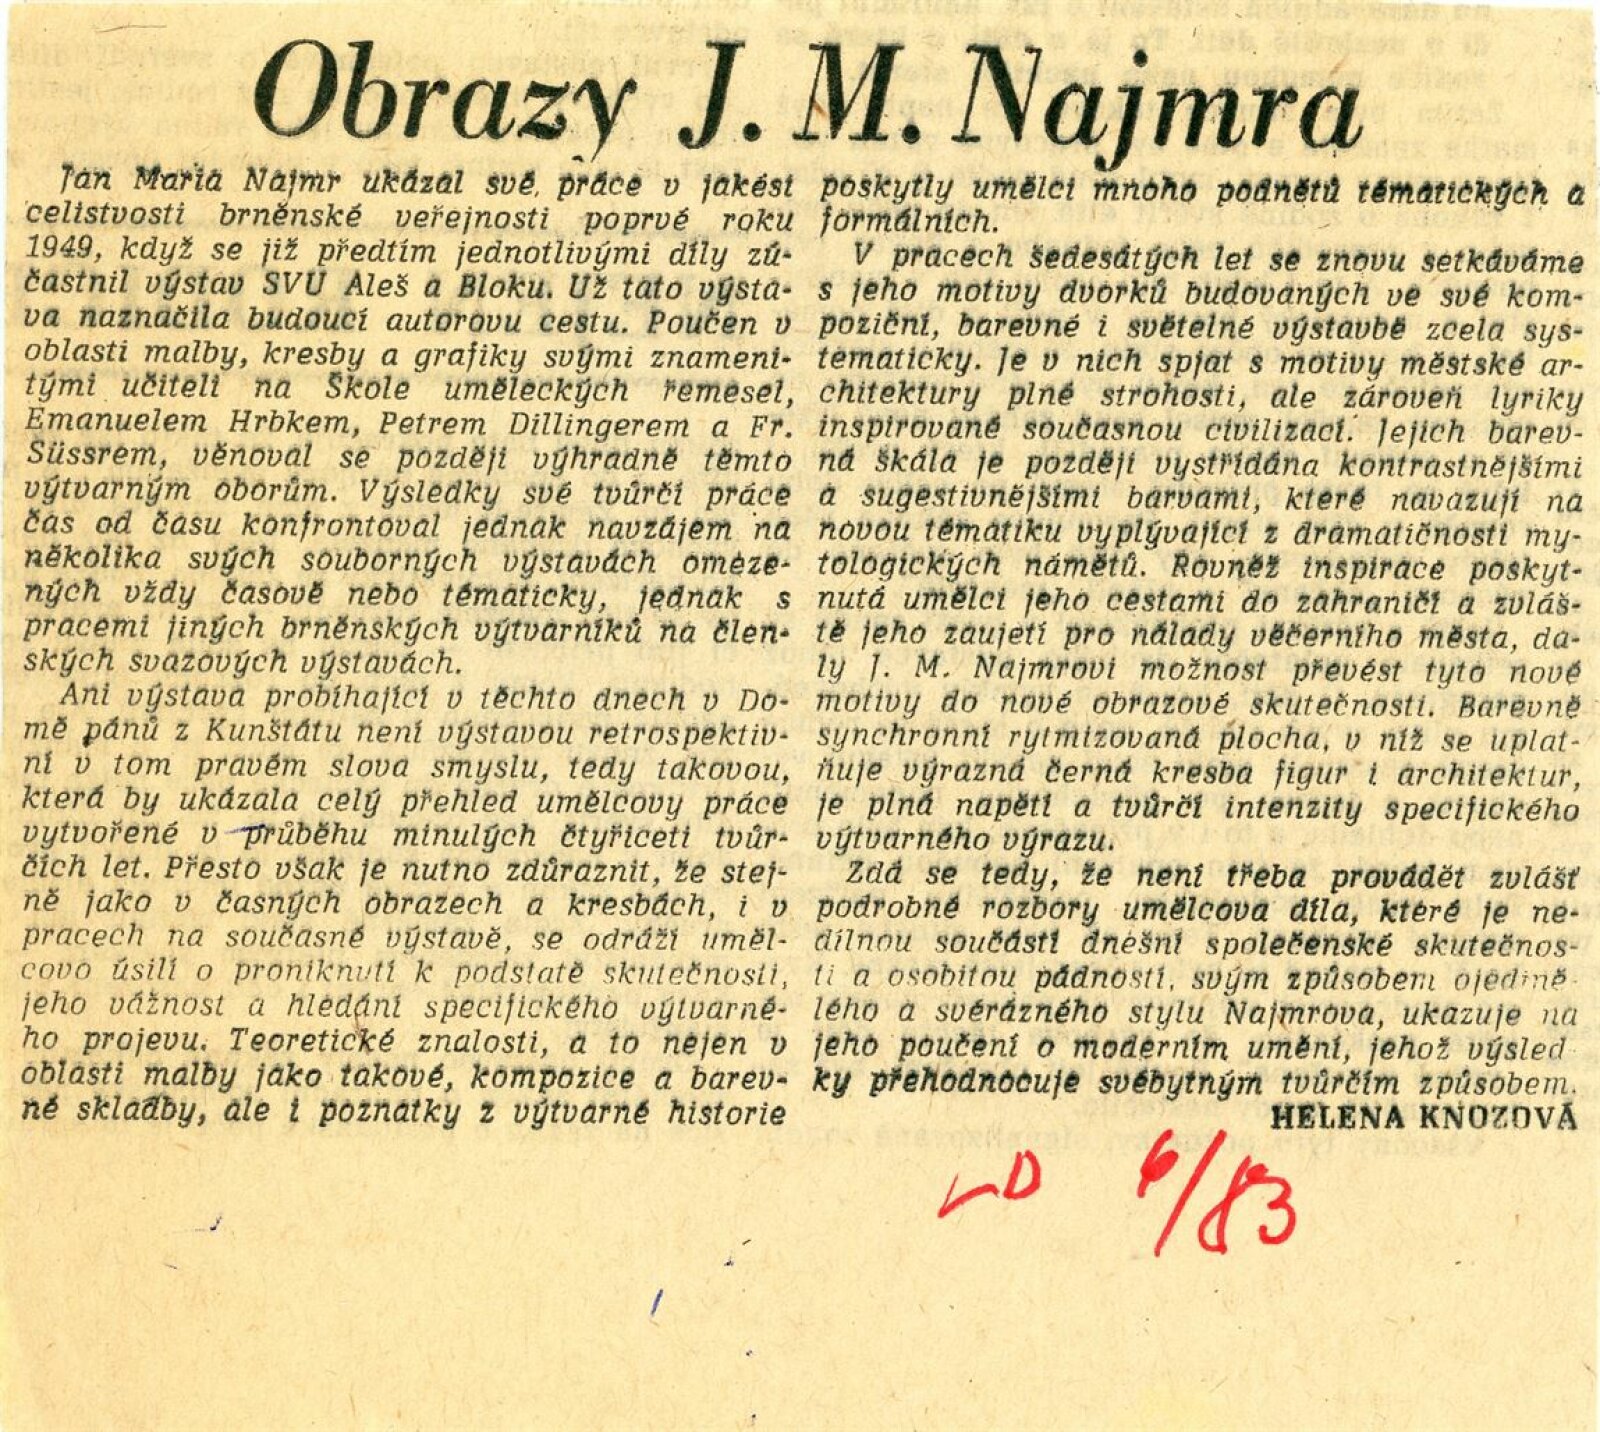 Obrazy J. M. Najmra
Jan Maria Najmr ukázal své práce v jakési
celistvosti brněnské veřejnosti poprvé roku
1949, když se již předtím jednotlivými díly zú-
častnil výstav SVU Aleš a Bloku. Už tato výsta-
va naznačila budoucí autorovu cestu. Poučen v
oblasti malby, kresby a grafiky svými znameni-
tými učiteli na Škole uměleckých řemesel,
Emanuelem Hrbkem, Petrem Dillingerem a Fr.
Süssrem, věnoval se později výhradně těmto
výtvarným oborům. Výsledky své tvůrčí práce
čas od času konfrontoval jednak navzájem na
několika svých souborných výstavách omeze-
ných vždy časově nebo tématicky, jednak s
pracemi jiných brněnských výtvarníků na člen-
ských svazových výstavách.
Ani výstava probíhající v těchto dnech v Do-
mě pánů z Kunštátu není výstavou retrospektiv-
ní v tom pravém slova smyslu, tedy takovou,
která by ukázala celý přehled umělcovy práce
vytvořené v průběhu minulých čtyřiceti tvůr-
čích let. Přesto však je nutno zdůraznit, že stej-
ně jako v časných obrazech a kresbách, i v
pracech na současné výstavě, se odráží uměl-
covo úsilí o proniknutí k podstatě skutečnosti,
jeho vážnost a hledání specifického výtvarné-
ho projevu. Teoretické znalosti, a to nejen v
oblasti malby jako takové, kompozice a barev-
né skladby, ale i poznatky z výtvarné historie
poskytly umělci mnoho podnětů tématických a
formálních.
V pracech šedesátých let se znovu setkáváme
s jeho motivy dvorků budovaných ve své kom-
poziční, barevné i světelné výstavbě zcela sys-
tematicky. Je v nich spjat s motivy městské ar-
chitektury plné strohosti, ale zároveň lyriky
inspirované současnou civilizací. Jejich barev-
ná škála je později vystřídána kontrastnějšími
a sugestivnějšími barvami, které navazují na
novou tématiku vyplývající z dramatičnosti my-
tologických námětů. Rovněž inspirace poskyt-
nutá umělci jeho cestami do zahraničí a zvláš-
tě jeho zaujetí pro nálady věčerního města, da-
ly J. M. Najmrovi možnost převést tyto nové
motivy do nové obrazové skutečnosti. Barevně
synchronní rytmizovaná plocha, v níž se uplat-
ňuje výrazná černá kresba figur i architektur,
je plná napětí a tvůrčí intenzity specifického
výtvarného výrazu.
Zdá se tedy, že není třeba provádět zvlášť
podrobné rozbory umělcova díla, které je ne-
dílnou součástí dnešní společenské skutečnos-
ti a osobitou pádností, svým způsobem ojedině-
lého a svérázného stylu Najmrova, ukazuje na
jeho poučení o moderním umění, jehož výsled
ky přehodnocuje svébytným tvůrčím způsobem.
HELENA KNOZOVÁ
LD 6/83